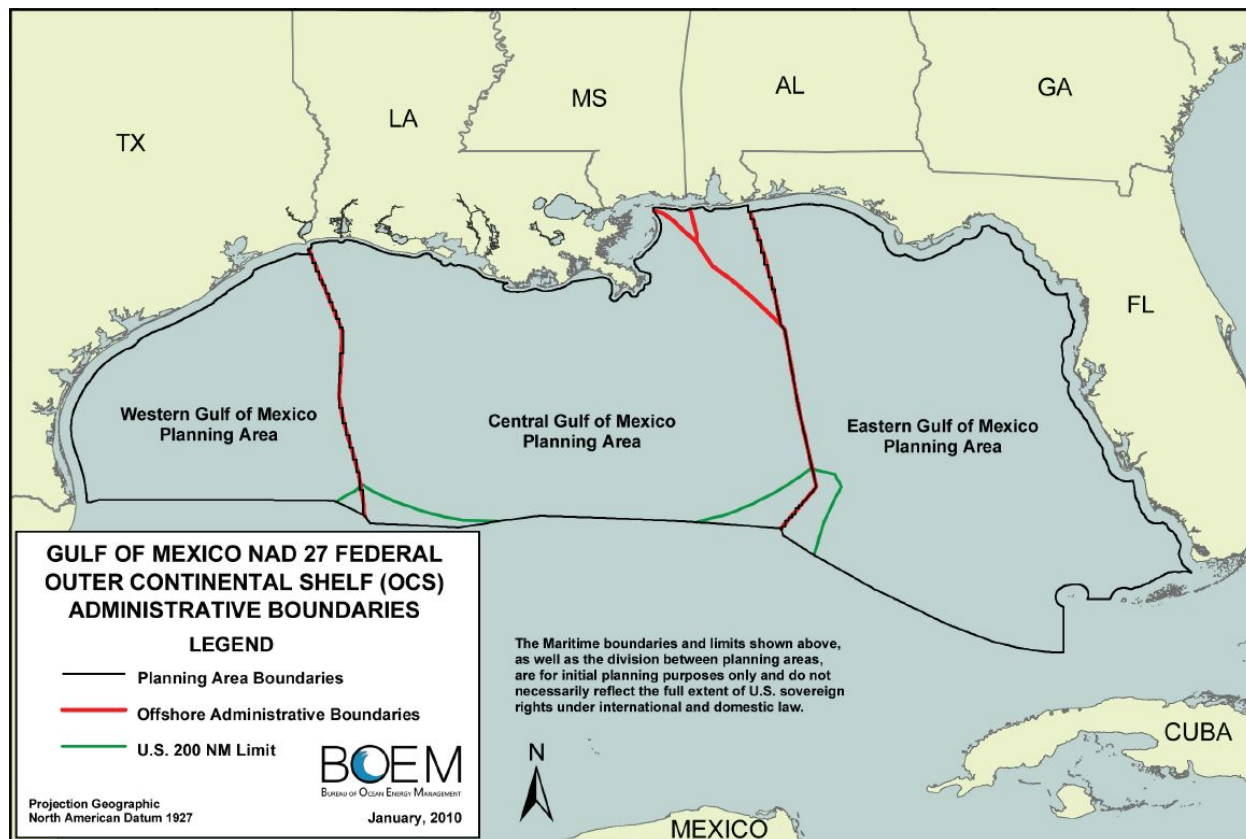 TX
LA
MS
AL
GA
FL
Western Gulf of Mexico
Planning Area
Central Gulf of Mexico
Planning Area
Eastern Gulf of Mexico
Planning Area
GULF OF MEXICO NAD 27 FEDERAL
OUTER CONTINENTAL SHELF (OCS)
ADMINISTRATIVE BOUNDARIES
LEGEND
Planning Area Boundaries
Offshore Administrative Boundaries
U.S. 200 NM Limit
BOEM
BUREAU OF OCEAN ENERGY MANAGEMENT
Projection Geographic
North American Datum 1927
January, 2010
The Maritime boundaries and limits shown above,
as well as the division between planning areas,
are for initial planning purposes only and do not
necessarily reflect the full extent of U.S. sovereign
rights under international and domestic law.
N
CUBA
MEXICO